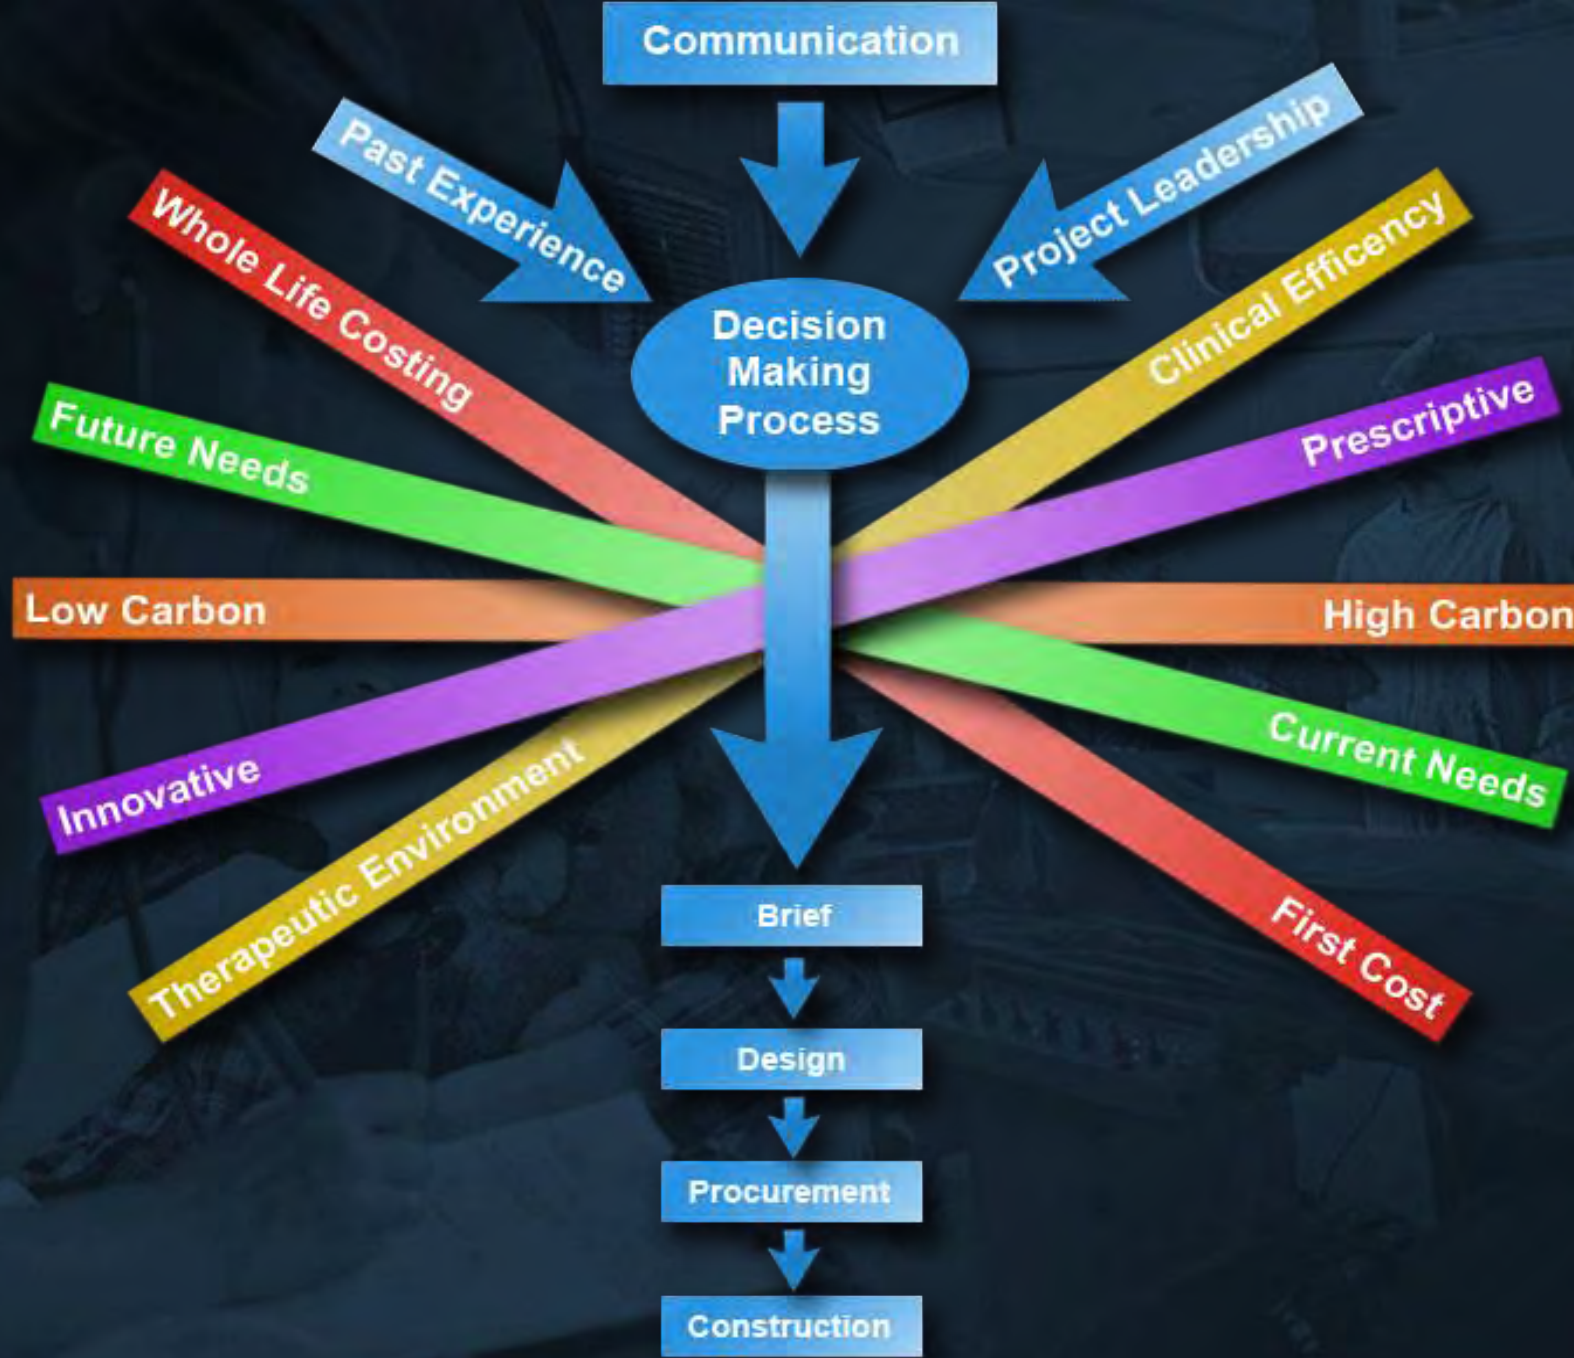 Communication
Past Experience
Project Leadership
Whole Life Costing
Clinical Efficency
Decision
Making
Process
Future Needs
Prescriptive
Low Carbon
High Carbon
Innovative
Current Needs
Therapeutic Environment
First Cost
Brief
Design
Procurement
Construction